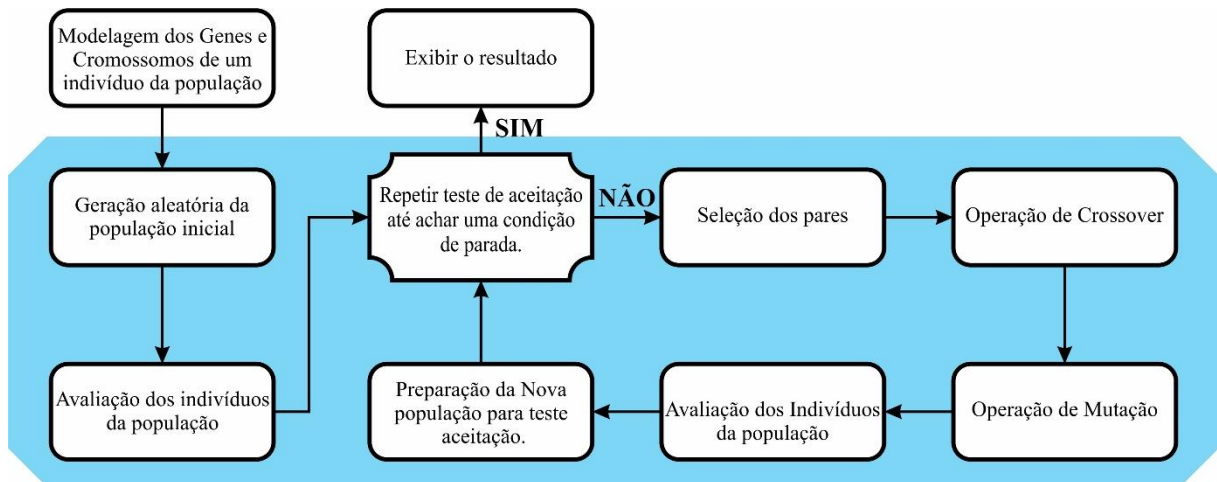 Modelagem dos Genes e
Cromossomos de um
indivíduo da população
Exibir o resultado
SIM
Geração aleatória da
população inicial
Repetir teste de aceitação
até achar uma condição
de parada.
NÃO
Seleção dos pares
Operação de Crossover
Avaliação dos indivíduos
da população
Preparação da Nova
população para teste
aceitação.
Avaliação dos Indivíduos
da população
Operação de Mutação